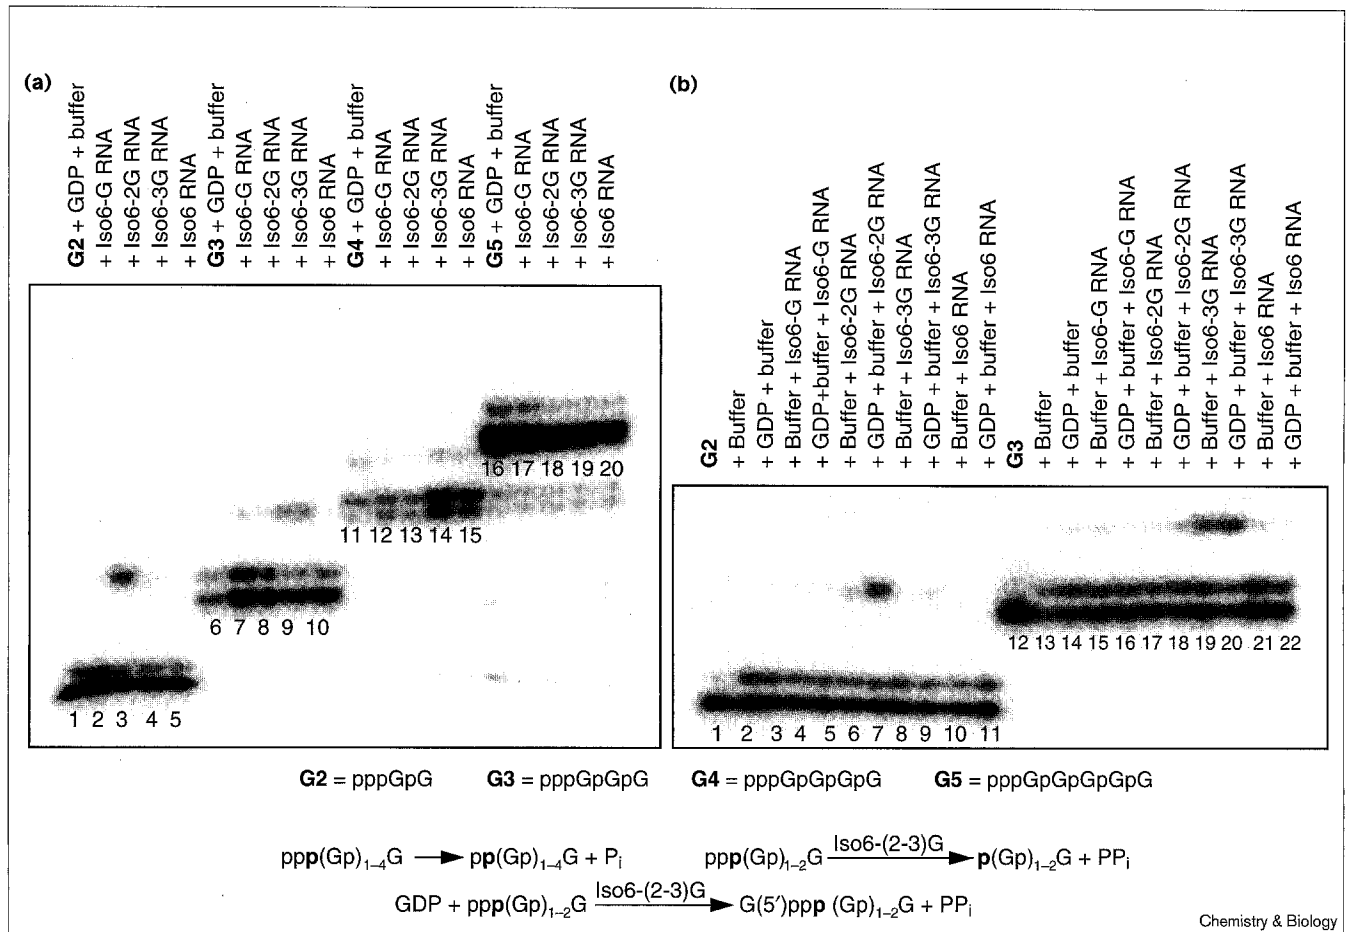 (a)
G2 + GDP + buffer
+ Iso6-G RNA
+ Iso6-2G RNA
+ Iso6-3G RNA
+ Iso6 RNA
G3 + GDP + buffer
+ Iso6-G RNA
+ Iso6-2G RNA
+ Iso6-3G RNA
+ Iso6 RNA
G4 + GDP + buffer
+ Iso6-G RNA
+ Iso6-2G RNA
+ Iso6-3G RNA
+ Iso6 RNA
G5 + GDP + buffer
+ Iso6-G RNA
+ Iso6-2G RNA
+ Iso6-3G RNA
+ Iso6 RNA
16 17 18 19 20
11 12 13 14 15
6 7 8 9 10
1 2 3 4 5
(b)
G2
+ Buffer
+ GDP + buffer
+ Buffer + Iso6-G RNA
+ GDP+buffer + Iso6-G RNA
+ Buffer + Iso6-2G RNA
+ GDP + buffer + Iso6-2G RNA
+ Buffer + Iso6-3G RNA
+ GDP + buffer + Iso6-3G RNA
+ Buffer + Iso6 RNA
+ GDP + buffer + Iso6 RNA
G3
+ Buffer
+ GDP + buffer
+ Buffer + Iso6-G RNA
+ GDP + buffer + Iso6-G RNA
+ Buffer + Iso6-2G RNA
+ GDP + buffer + Iso6-2G RNA
+ Buffer + Iso6-3G RNA
+ GDP + buffer + Iso6-3G RNA
+ Buffer + Iso6 RNA
+ GDP + buffer + Iso6 RNA
12 13 14 15 16 17 18 19 20 21 22
1 2 3 4 5 6 7 8 9 10 11
G2 = pppGpG G3 = pppGpGpG G4 = pppGpGpGpG G5 = pppGpGpGpGpG
ppp(Gp)₁₋₄G → pp(Gp)₁₋₄G + Pᵢ
Iso6-(2-3)G
ppp(Gp)₁₋₂G → p(Gp)₁₋₂G + PPᵢ
Iso6-(2-3)G
GDP + ppp(Gp)₁₋₂G → G(5′)ppp (Gp)₁₋₂G + PPᵢ
Chemistry & Biology